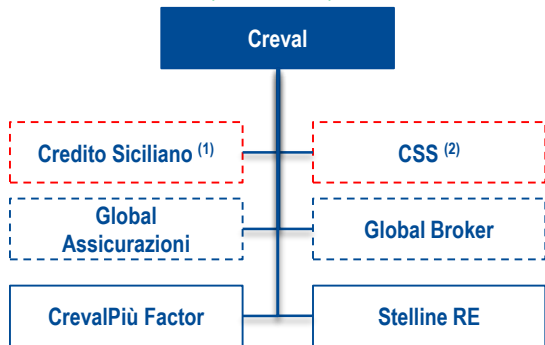 Creval
Credito Siciliano (1)
CSS (2)
Global
Assicurazioni
Global Broker
CrevalPiù Factor
Stelline RE